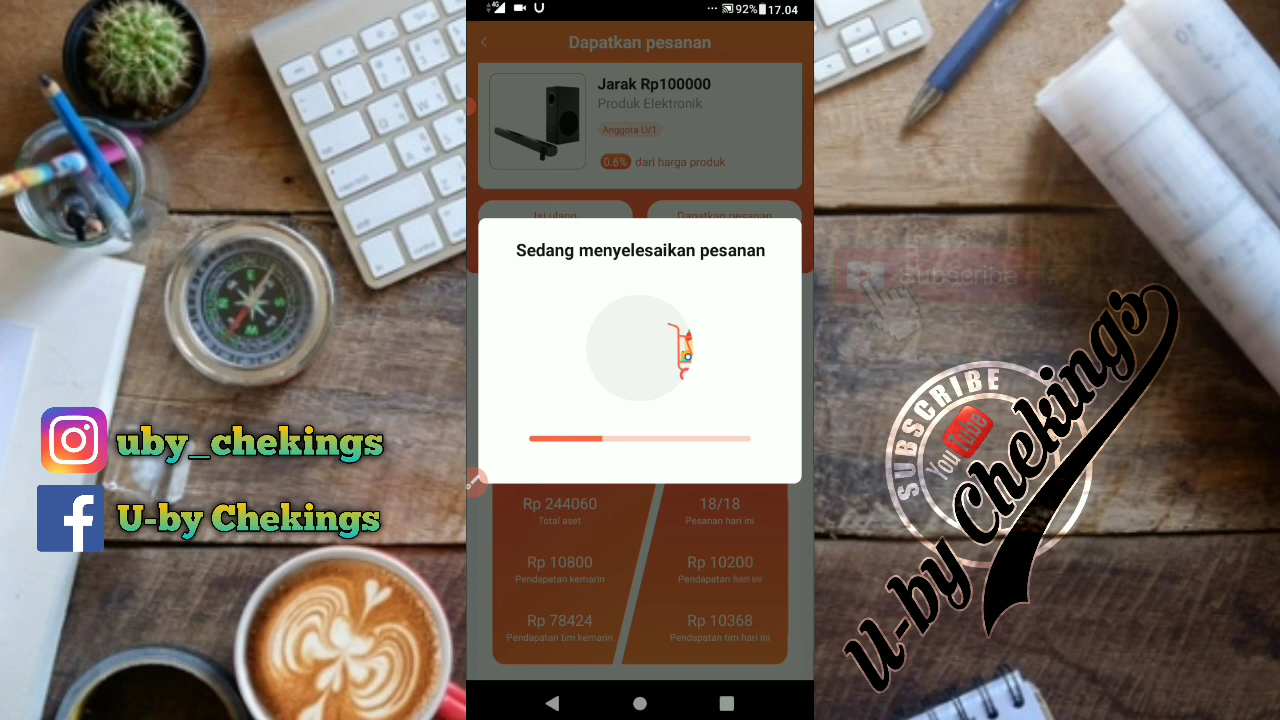 4G
92% 17.04
Dapatkan pesanan
Jarak Rp100000
Produk Elektronik
Anggota LV1
0.6% dari harga produk
Isi ulang
Dapatkan pesanan
Sedang menyelesaikan pesanan
Rp 244060
Total aset
18/18
Pesanan hari ini
Rp 10800
Pendapatan kemarin
Rp 10200
Pendapatan hari ini
Rp 78424
Pendapatan tim kemarin
Rp 10368
Pendapatan tim hari ini
uby_chekings
U-by Chekings
Subscribe
SUBSCRIBE
YouTube
U-by Cheking's